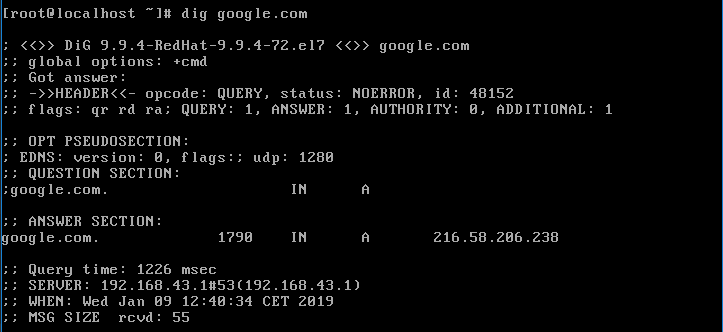 [root@localhost ~]# dig google.com
; <<>> DiG 9.9.4-RedHat-9.9.4-72.el7 <<>> google.com
;; global options: +cmd
;; Got answer:
;; ->>HEADER<<- opcode: QUERY, status: NOERROR, id: 48152
;; flags: qr rd ra; QUERY: 1, ANSWER: 1, AUTHORITY: 0, ADDITIONAL: 1
;; OPT PSEUDOSECTION:
; EDNS: version: 0, flags:; udp: 1280
;; QUESTION SECTION:
;google.com. IN A
;; ANSWER SECTION:
google.com. 1790 IN A 216.58.206.238
;; Query time: 1226 msec
;; SERVER: 192.168.43.1#53(192.168.43.1)
;; WHEN: Wed Jan 09 12:40:34 CET 2019
;; MSG SIZE rcvd: 55